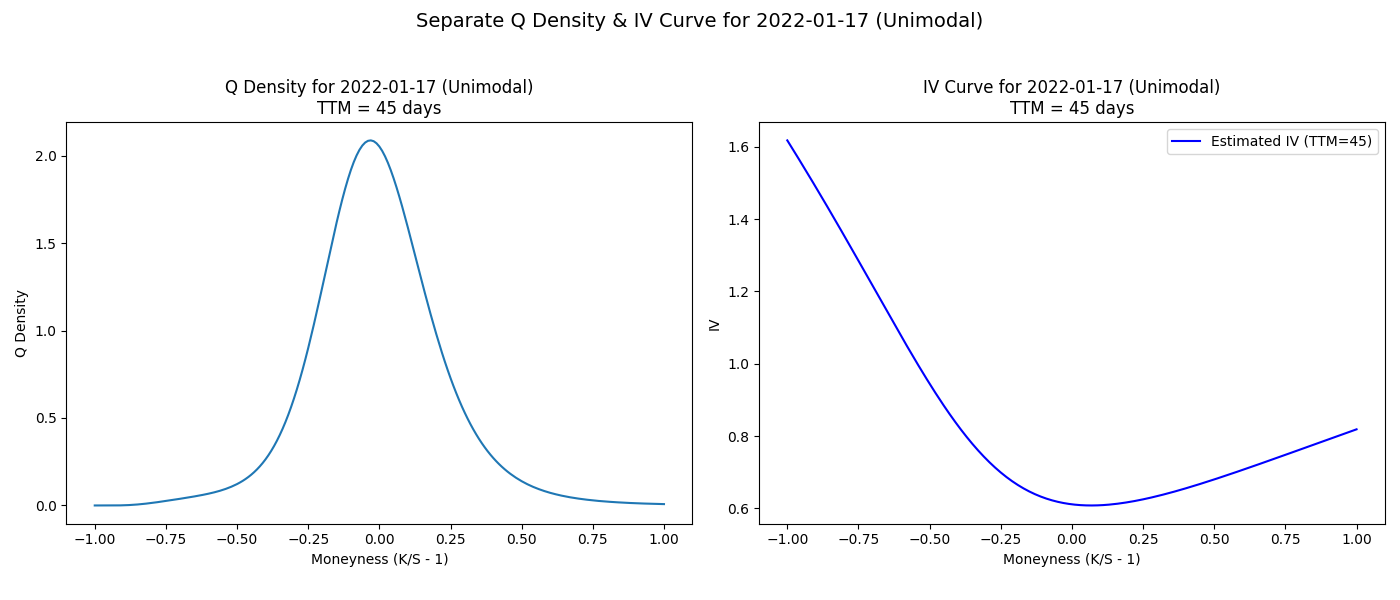 Separate Q Density & IV Curve for 2022-01-17 (Unimodal)
Q Density for 2022-01-17 (Unimodal)
TTM = 45 days
2.0
1.5
1.0
0.5
0.0
Q Density
−1.00 −0.75 −0.50 −0.25 0.00 0.25 0.50 0.75 1.00
Moneyness (K/S - 1)
IV Curve for 2022-01-17 (Unimodal)
TTM = 45 days
Estimated IV (TTM=45)
1.6
1.4
1.2
1.0
0.8
0.6
IV
−1.00 −0.75 −0.50 −0.25 0.00 0.25 0.50 0.75 1.00
Moneyness (K/S - 1)